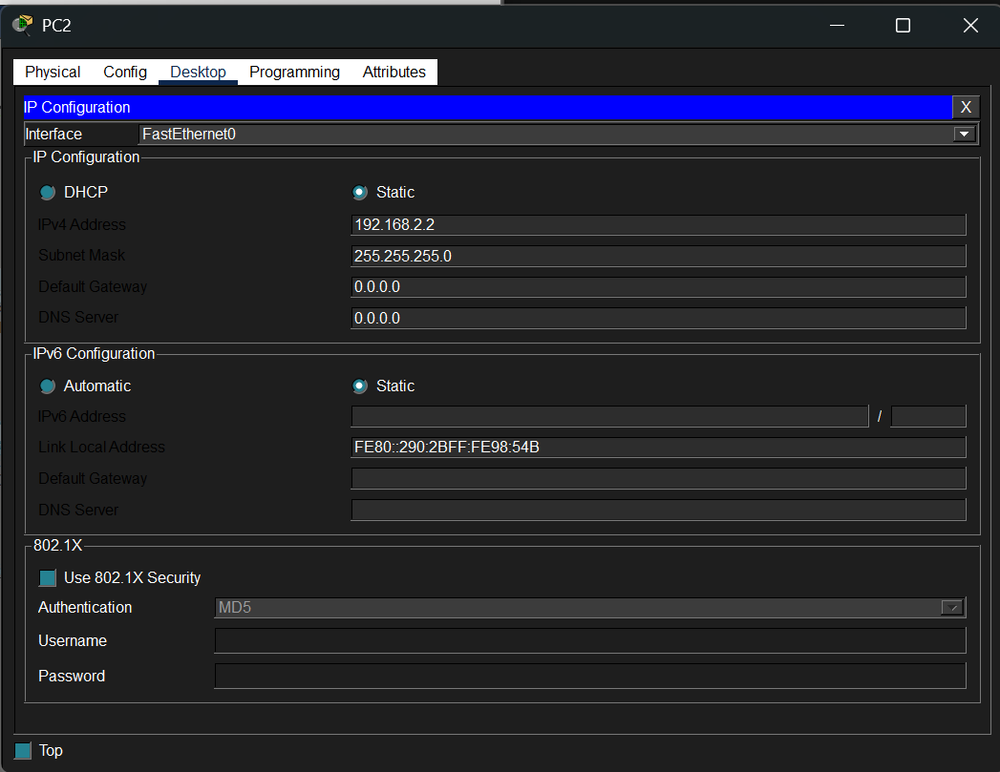 PC2
Physical Config Desktop Programming Attributes
IP Configuration X
Interface FastEthernet0
IP Configuration
DHCP Static
IPv4 Address 192.168.2.2
Subnet Mask 255.255.255.0
Default Gateway 0.0.0.0
DNS Server 0.0.0.0
IPv6 Configuration
Automatic Static
IPv6 Address /
Link Local Address FE80::290:2BFF:FE98:54B
Default Gateway
DNS Server
802.1X
Use 802.1X Security
Authentication MD5
Username
Password
Top